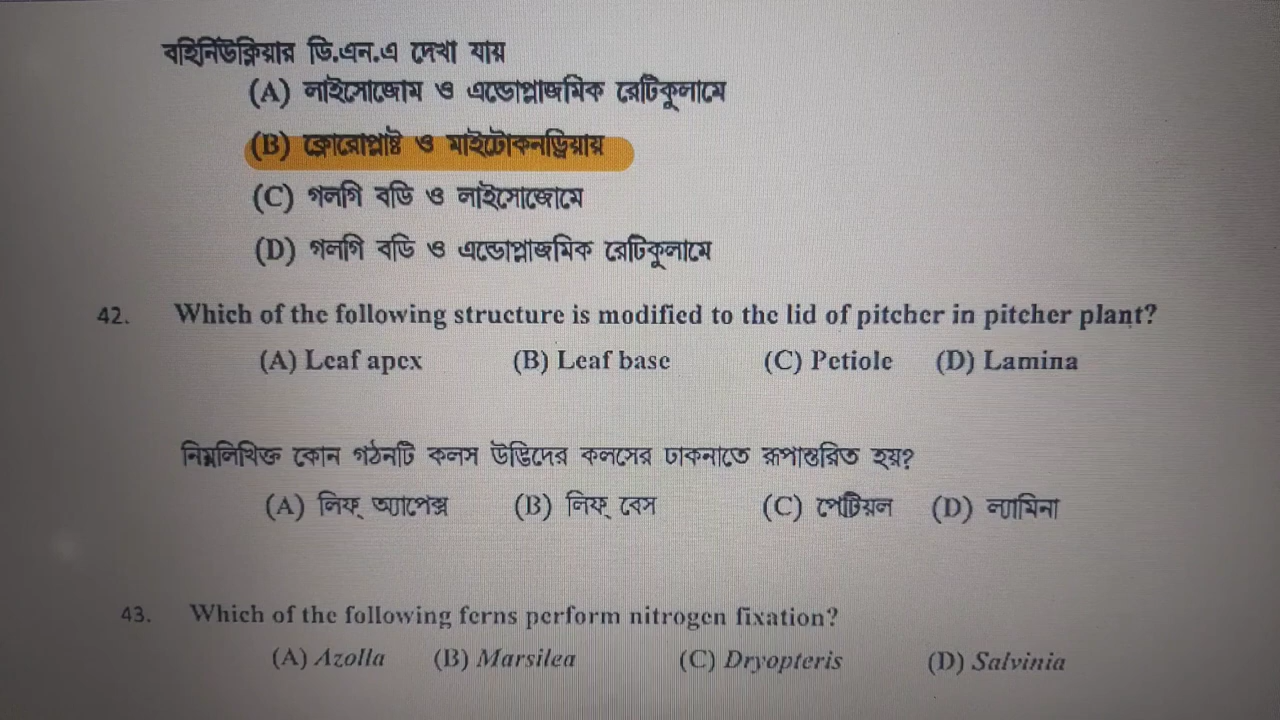 বহির্নিউক্লিয়ার ডি.এন.এ দেখা যায়
(A) লাইসোজোম ও এন্ডোপ্লাজমিক রেটিকুলামে
(B) ক্লোরোপ্লাষ্ট ও মাইটোকনড্রিয়ায়
(C) গলগি বডি ও লাইসোজোমে
(D) গলগি বডি ও এন্ডোপ্লাজমিক রেটিকুলামে
42. Which of the following structure is modified to the lid of pitcher in pitcher plant?
(A) Leaf apex (B) Leaf base (C) Petiole (D) Lamina
নিম্নলিখিত কোন গঠনটি কলস উদ্ভিদের কলসের ঢাকনাতে রূপান্তরিত হয়?
(A) লিফ্ অ্যাপেক্স (B) লিফ্ বেস (C) পেটিয়ল (D) ল্যামিনা
43. Which of the following ferns perform nitrogen fixation?
(A) Azolla (B) Marsilea (C) Dryopteris (D) Salvinia